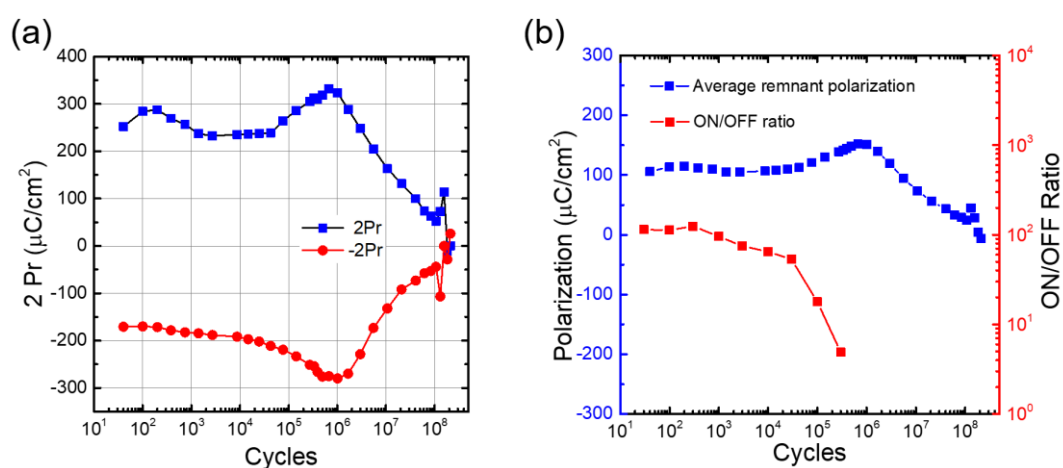 (a)
400
300
200
100
0
-100
-200
-300
2 Pr (μC/cm²)
2Pr
-2Pr
10¹ 10² 10³ 10⁴ 10⁵ 10⁶ 10⁷ 10⁸
Cycles
(b)
300
200
100
0
-100
-200
-300
Polarization (μC/cm²)
Average remnant polarization
ON/OFF ratio
10⁴
10³
10²
10¹
10⁰
ON/OFF Ratio
10¹ 10² 10³ 10⁴ 10⁵ 10⁶ 10⁷ 10⁸
Cycles